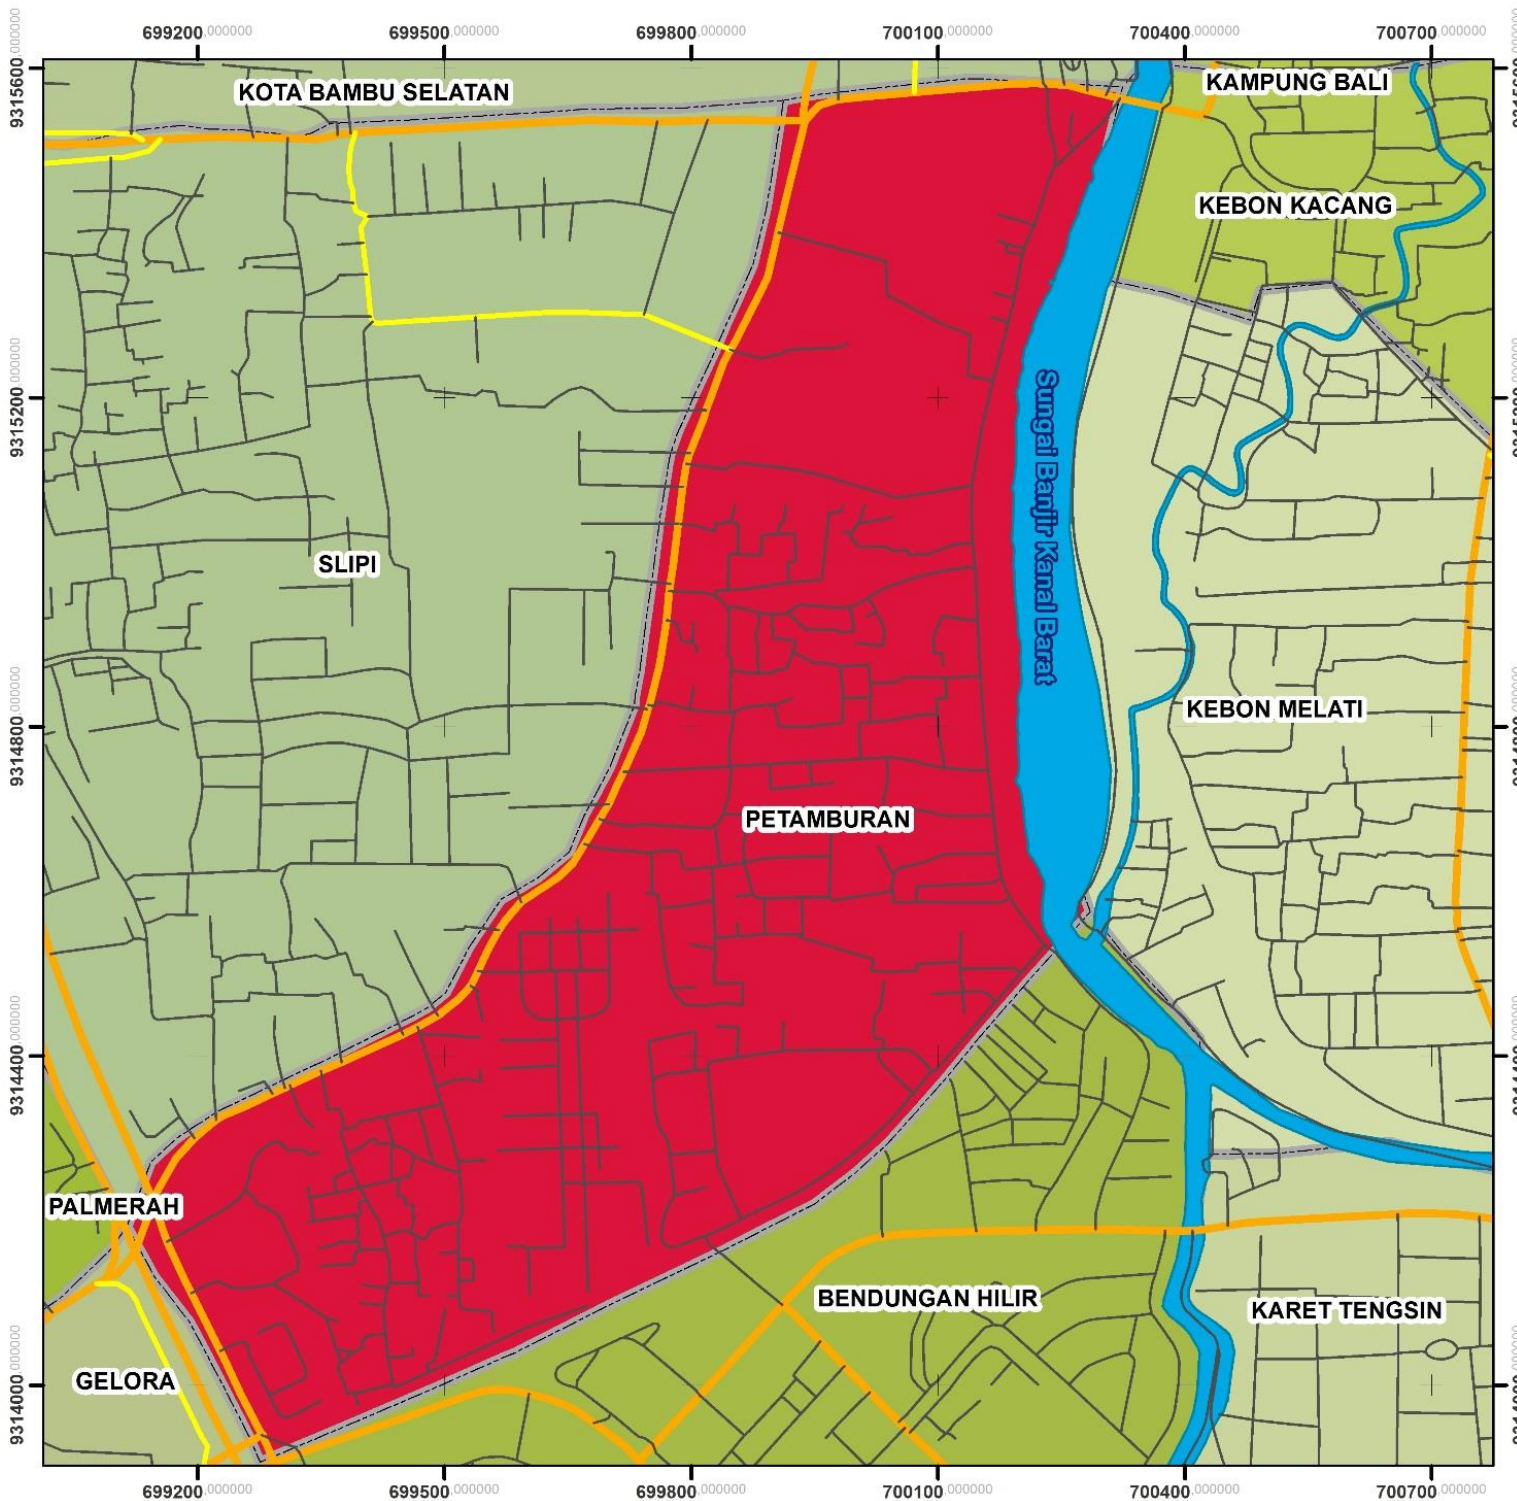 699200.000000 699500.000000 699800.000000 700100.000000 700400.000000 700700.000000
9315600.000000
KOTA BAMBU SELATAN
KAMPUNG BALI
KEBON KACANG
9315200.000000
Sungai Banjir Kanal Barat
SLIPI
9314800.000000
KEBON MELATI
PETAMBURAN
9314400.000000
PALMERAH
BENDUNGAN HILIR
KARET TENGSIN
GELORA
9314000.000000
699200.000000 699500.000000 699800.000000 700100.000000 700400.000000 700700.000000